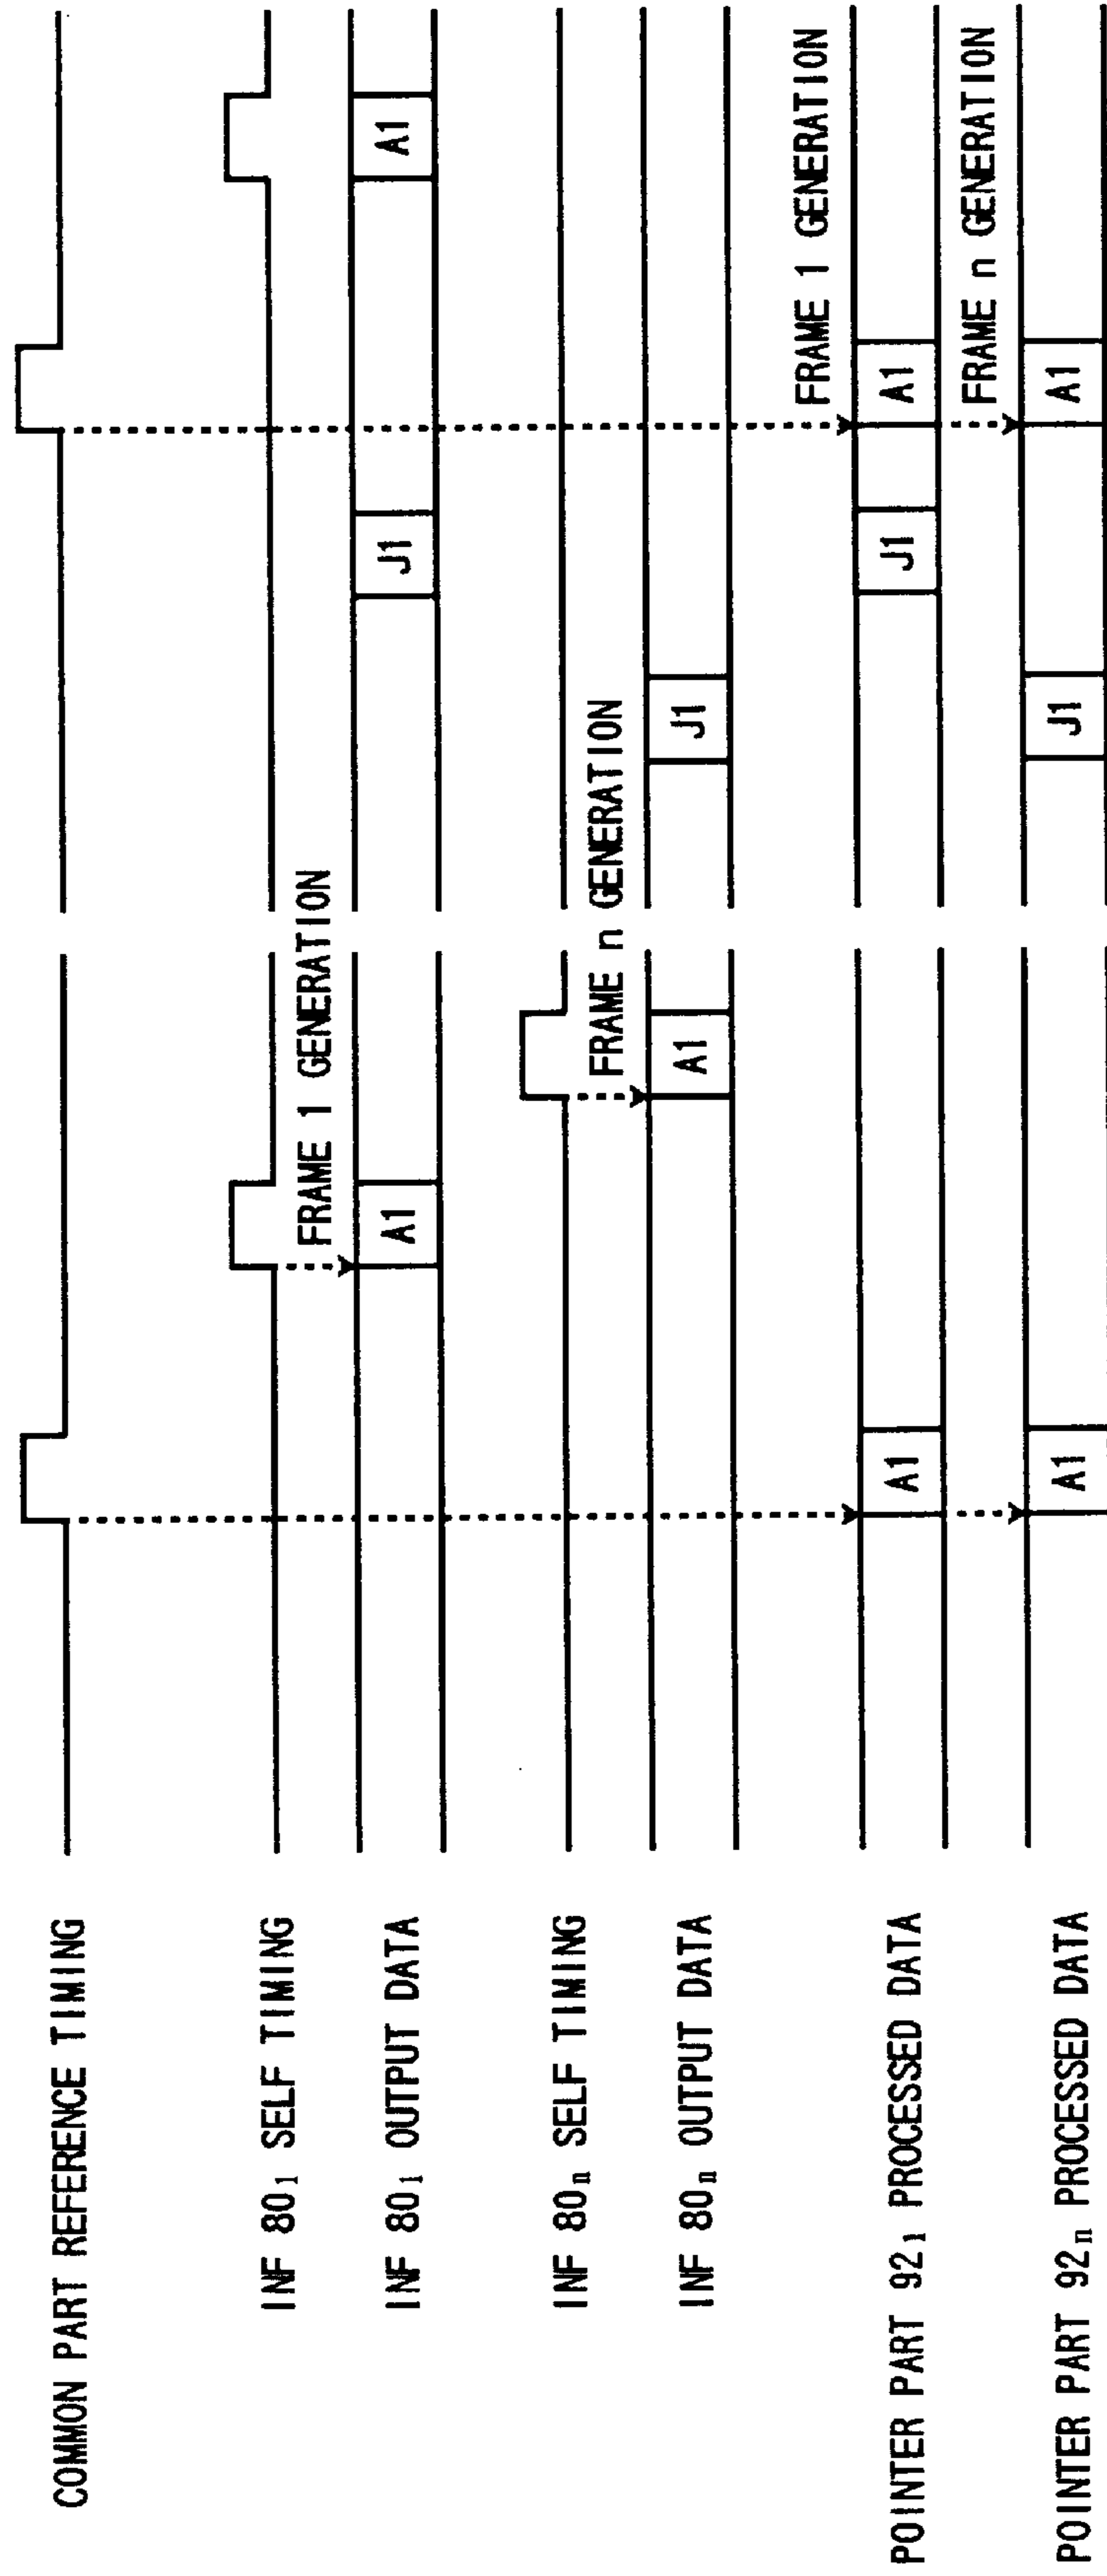 COMMON PART REFERENCE TIMING
INF 80₁ SELF TIMING
FRAME 1 GENERATION
INF 80₁ OUTPUT DATA
A1
J1
A1
INF 80ₙ SELF TIMING
FRAME n GENERATION
INF 80ₙ OUTPUT DATA
A1
J1
FRAME 1 GENERATION
POINTER PART 92₁ PROCESSED DATA
A1
J1
A1
FRAME n GENERATION
POINTER PART 92ₙ PROCESSED DATA
A1
J1
A1